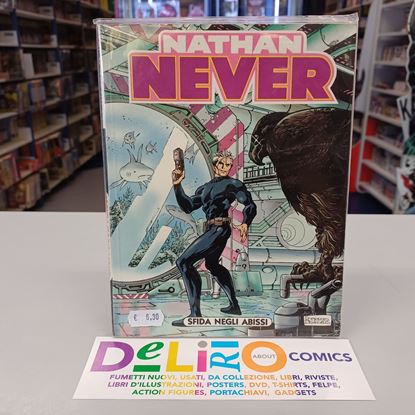 NATHAN
NEVER
SFIDA NEGLI ABISSI
DeLiRIO ABOUT COMICS
FUMETTI NUOVI, USATI, DA COLLEZIONE, LIBRI, RIVISTE,
LIBRI D'ILLUSTRAZIONI, POSTERS, DVD, T-SHIRTS, FELPE,
ACTION FIGURES, PORTACHIAVI, GADGETS